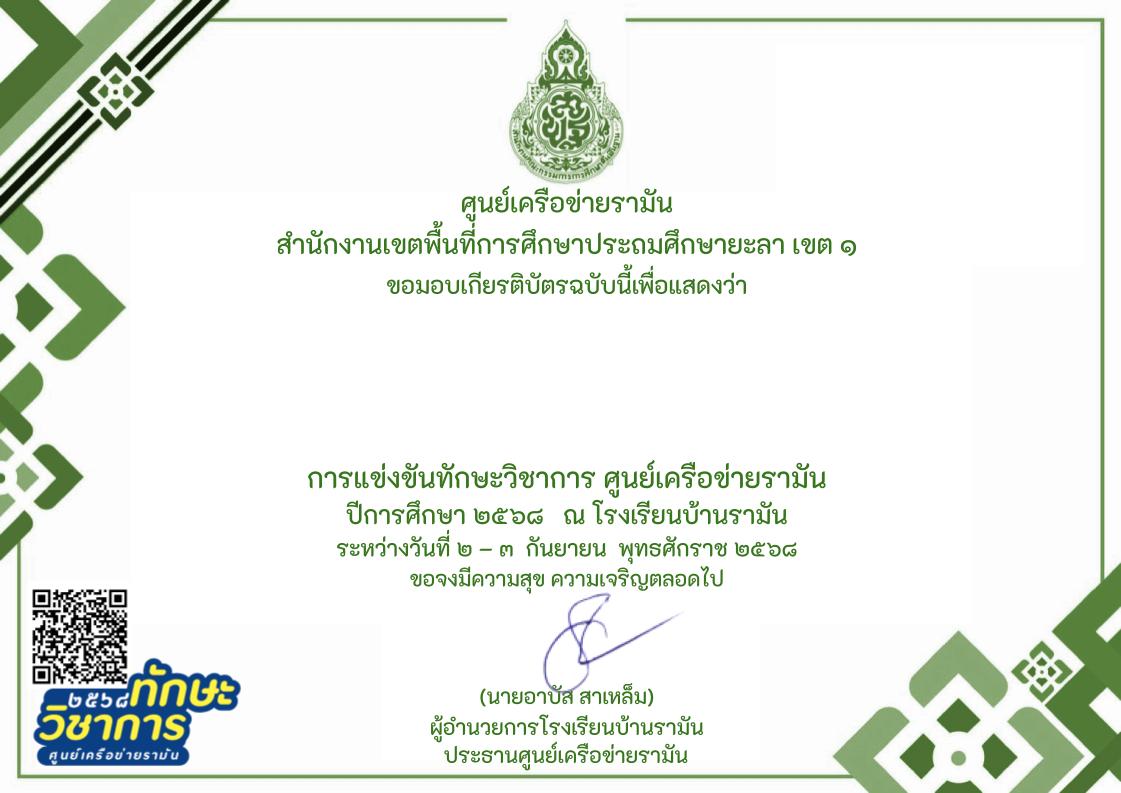 ศูนย์เครือข่ายรามัน
สำนักงานเขตพื้นที่การศึกษาประถมศึกษายะลา เขต ๑
ขอมอบเกียรติบัตรฉบับนี้เพื่อแสดงว่า
การแข่งขันทักษะวิชาการ ศูนย์เครือข่ายรามัน
ปีการศึกษา ๒๕๖๘ ณ โรงเรียนบ้านรามัน
ระหว่างวันที่ ๒ – ๓ กันยายน พุทธศักราช ๒๕๖๘
ขอจงมีความสุข ความเจริญตลอดไป
(นายอาบัส สาเหล็ม)
ผู้อำนวยการโรงเรียนบ้านรามัน
ประธานศูนย์เครือข่ายรามัน
๒๕๖๘ ทักษะ
วิชาการ
ศูนย์เครือข่ายรามัน